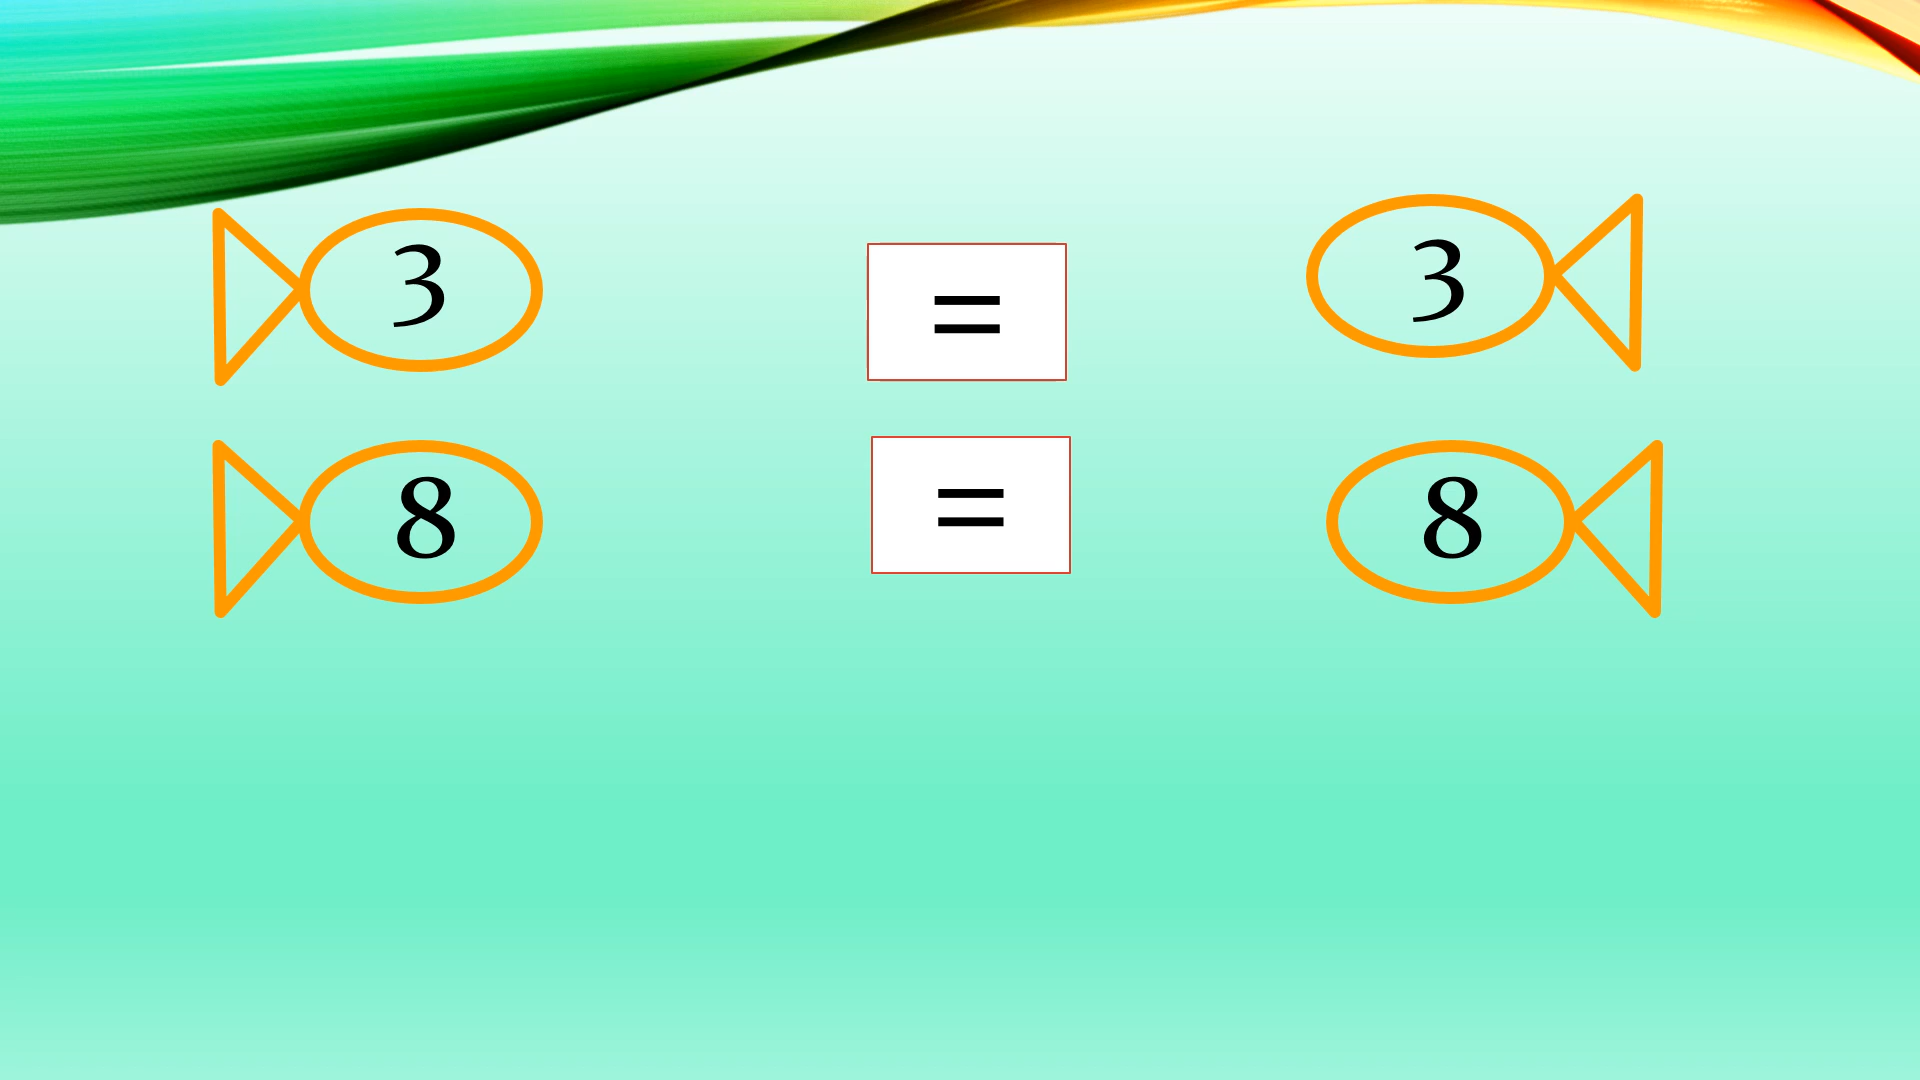 3 = 3
8 = 8